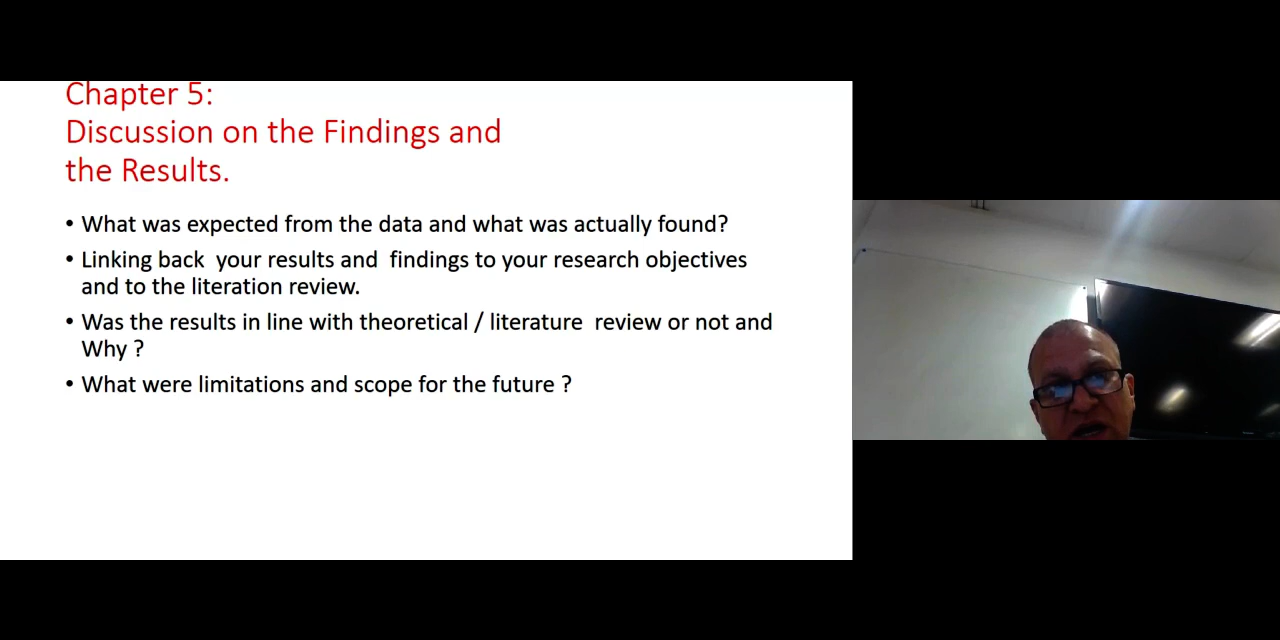 Chapter 5:
Discussion on the Findings and
the Results.
• What was expected from the data and what was actually found?
• Linking back  your results and  findings to your research objectives
and to the literation review.
• Was the results in line with theoretical / literature  review or not and
Why ?
• What were limitations and scope for the future ?